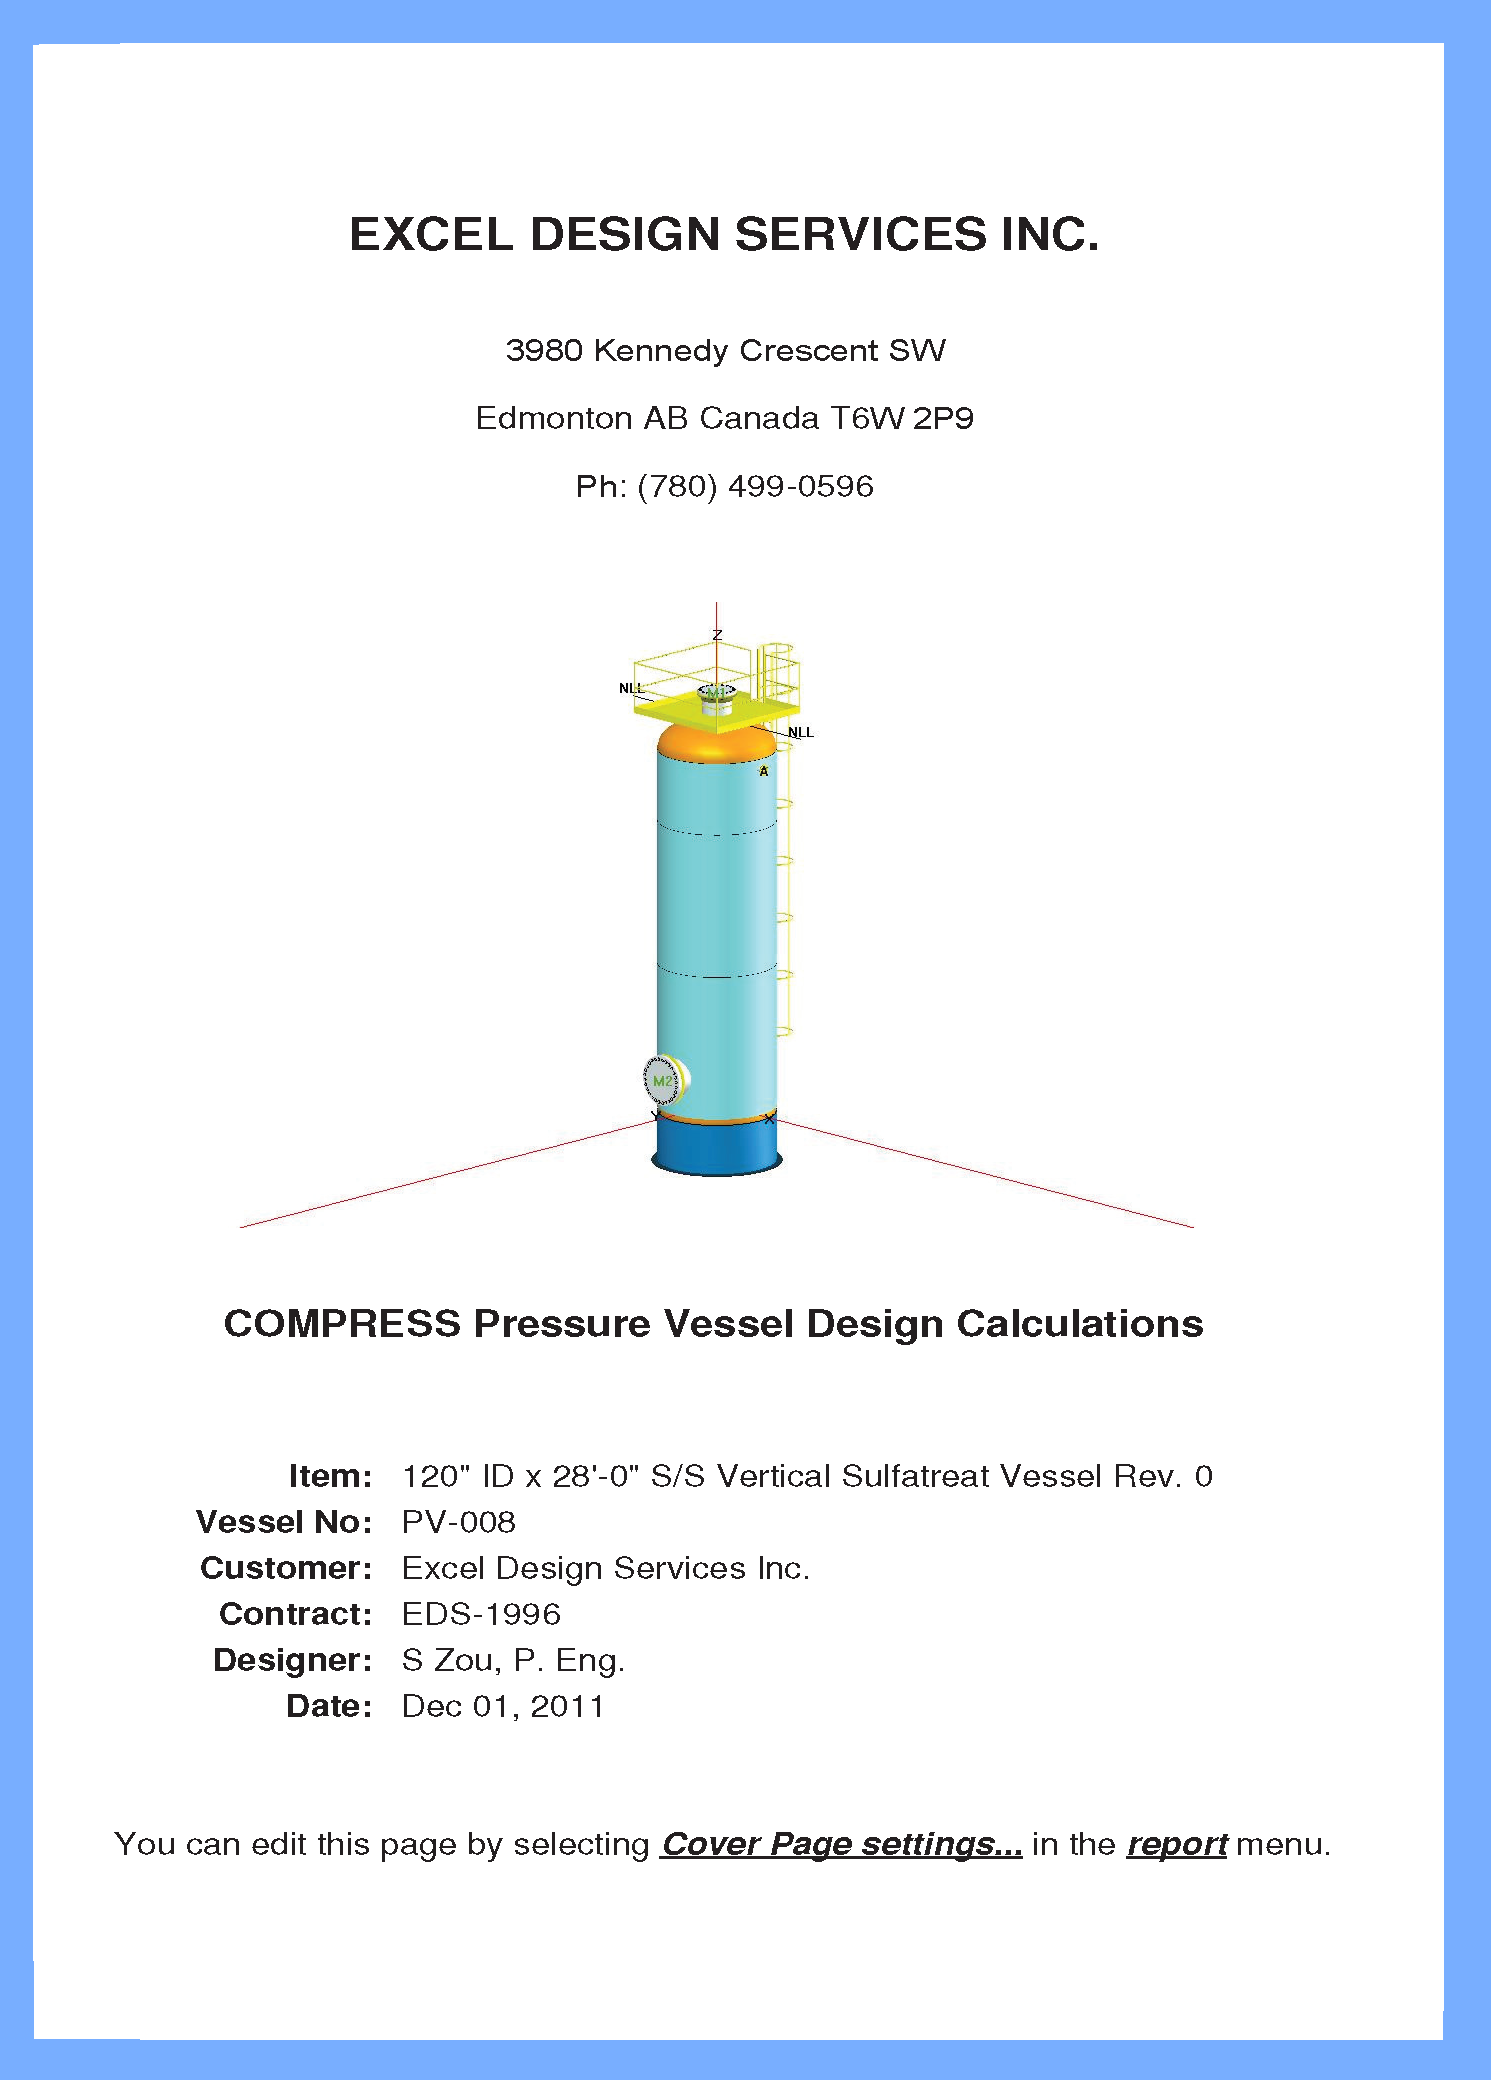 EXCEL DESIGN SERVICES INC.
3980 Kennedy Crescent SW
Edmonton AB Canada T6W 2P9
Ph: (780) 499-0596
Z
NLL
M1
NLL
A
M2
Y
X
COMPRESS Pressure Vessel Design Calculations
Item: 120" ID x 28'-0" S/S Vertical Sulfatreat Vessel Rev. 0
Vessel No: PV-008
Customer: Excel Design Services Inc.
Contract: EDS-1996
Designer: S Zou, P. Eng.
Date: Dec 01, 2011
You can edit this page by selecting Cover Page settings... in the report menu.